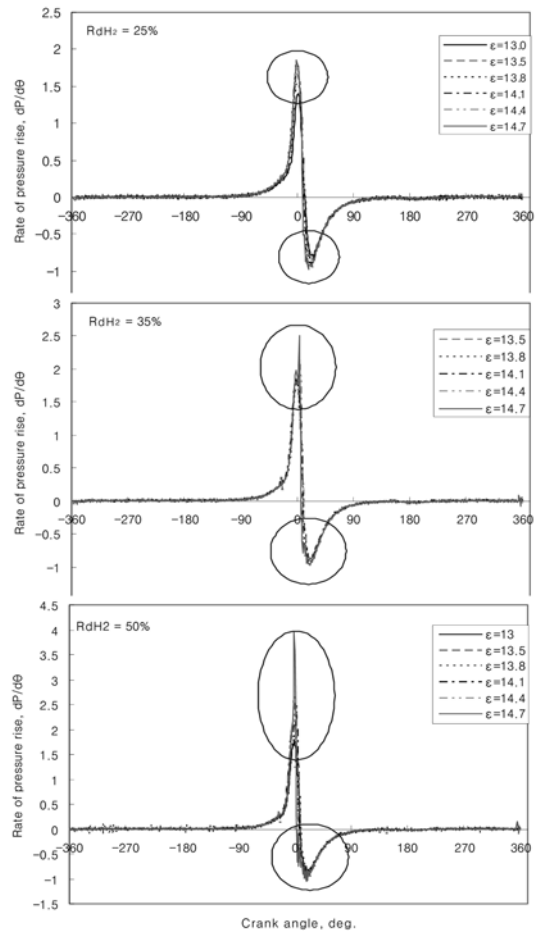 RdH2 = 25%
Rate of pressure rise, dP/dθ
2.5
2
1.5
1
0.5
0
−0.5
−1
−360 −270 −180 −90 0 90 180 270 360
ε=13.0
ε=13.5
ε=13.8
ε=14.1
ε=14.4
ε=14.7
RdH2 = 35%
Rate of pressure rise, dP/dθ
3
2.5
2
1.5
1
0.5
0
−0.5
−1
−360 −270 −180 −90 0 90 180 270 360
ε=13.5
ε=13.8
ε=14.1
ε=14.4
ε=14.7
RdH2 = 50%
Rate of pressure rise, dP/dθ
4.5
4
3.5
3
2.5
2
1.5
1
0.5
0
−0.5
−1
−1.5
−360 −270 −180 −90 0 90 180 270 360
ε=13
ε=13.5
ε=13.8
ε=14.1
ε=14.4
ε=14.7
Crank angle, deg.